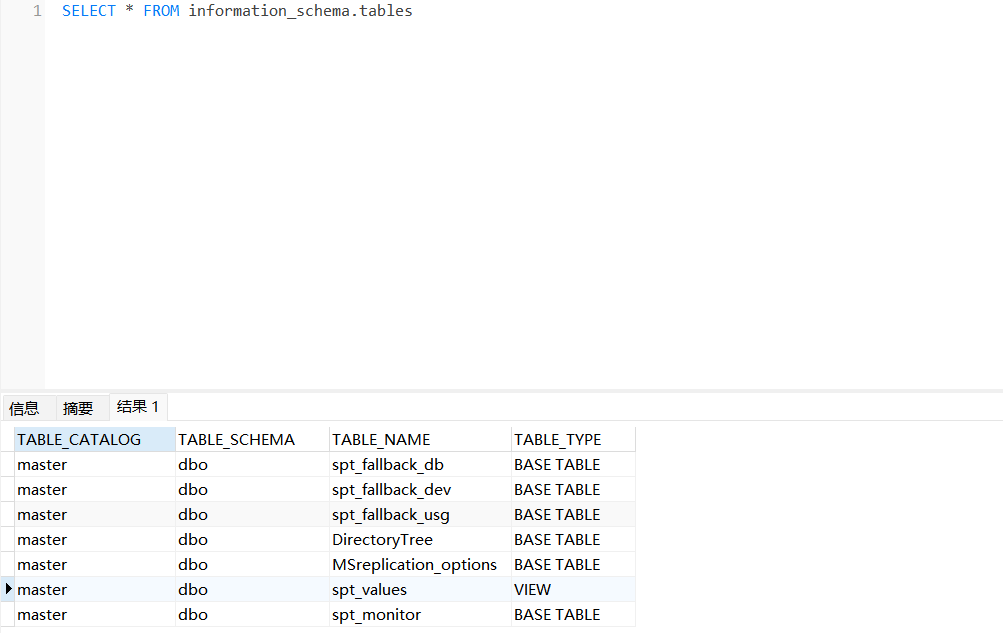 1 SELECT * FROM information_schema.tables
信息 摘要 结果 1
TABLE_CATALOG TABLE_SCHEMA TABLE_NAME TABLE_TYPE
master dbo spt_fallback_db BASE TABLE
master dbo spt_fallback_dev BASE TABLE
master dbo spt_fallback_usg BASE TABLE
master dbo DirectoryTree BASE TABLE
master dbo MSreplication_options BASE TABLE
master dbo spt_values VIEW
master dbo spt_monitor BASE TABLE